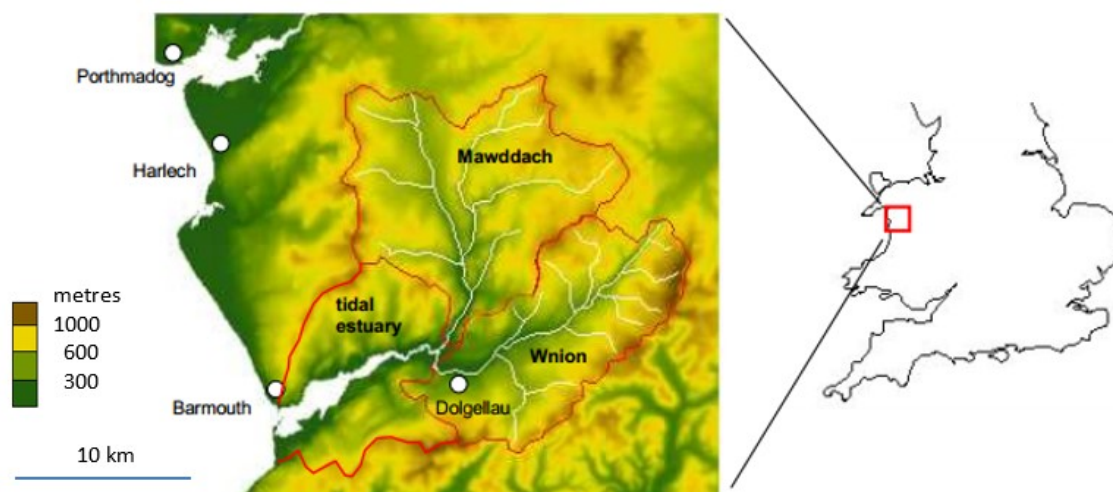 Porthmadog
Harlech
Mawddach
tidal
estuary
Wnion
Barmouth
Dolgellau
metres
1000
600
300
10 km